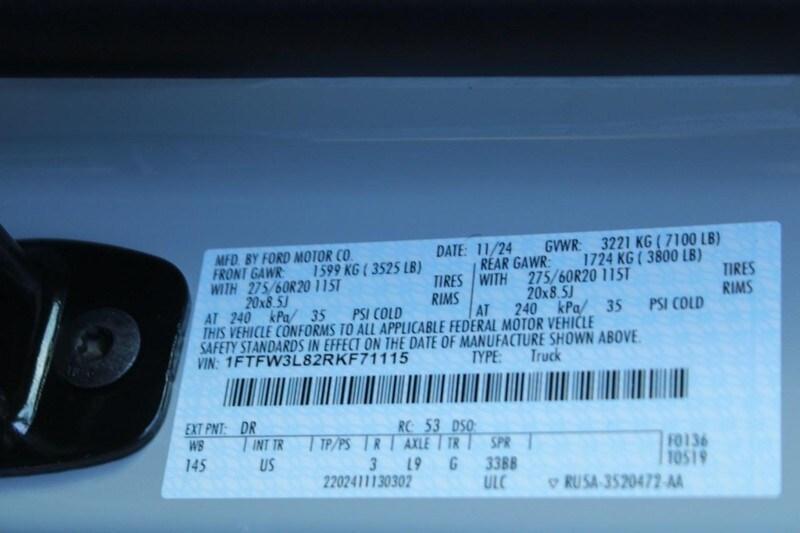 MFD. BY FORD MOTOR CO. DATE: 11/24 GVWR: 3221 KG ( 7100 LB)
FRONT GAWR: 1599 KG ( 3525 LB) REAR GAWR: 1724 KG ( 3800 LB)
WITH 275/60R20 115T TIRES WITH 275/60R20 115T TIRES
20x8.5J RIMS 20x8.5J RIMS
AT 240 kPa/ 35 PSI COLD AT 240 kPa/ 35 PSI COLD
THIS VEHICLE CONFORMS TO ALL APPLICABLE FEDERAL MOTOR VEHICLE
SAFETY STANDARDS IN EFFECT ON THE DATE OF MANUFACTURE SHOWN ABOVE.
VIN: 1FTFW3L82RKF71115 TYPE: Truck
EXT PNT: DR RC: 53 DSO:
WB INT TR TP/PS R AXLE TR SPR F0136
145 US 3 L9 G 33BB T0519
2202411130302 ULC ▽ RU5A-3520472-AA